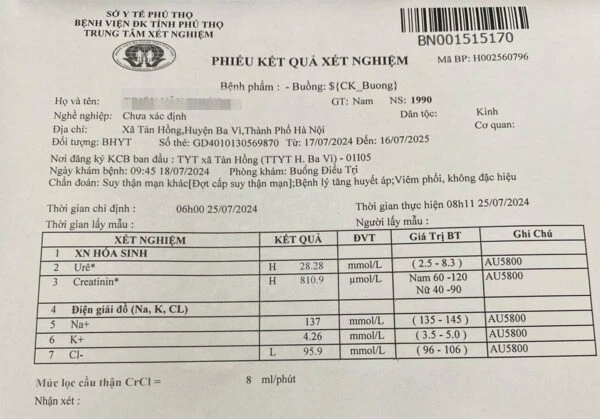 SỞ Y TẾ PHÚ THỌ
BỆNH VIỆN ĐK TỈNH PHÚ THỌ
TRUNG TÂM XÉT NGHIỆM
BN001515170
PHIẾU KẾT QUẢ XÉT NGHIỆM
Mã BP: H002560796
Bệnh phẩm : - Buồng: ${CK_Buong}
Họ và tên: GT: Nam NS: 1990
Nghề nghiệp: Chưa xác định Dân tộc: Kinh
Địa chỉ: Xã Tản Hồng,Huyện Ba Vì,Thành Phố Hà Nội Cơ quan:
Đối tượng: BHYT Số thẻ: GD4010130569870 Từ: 17/07/2024 Đến: 16/07/2025
Nơi đăng ký KCB ban đầu : TYT xã Tản Hồng (TTYT H. Ba Vì) - 01I05
Ngày khám bệnh: 09:45 18/07/2024 Phòng khám: Buồng Điều Trị
Chẩn đoán: Suy thận mạn khác[Đợt cấp suy thận mạn];Bệnh lý tăng huyết áp;Viêm phổi, không đặc hiệu
Thời gian chỉ định : 06h00 25/07/2024 Thời gian thực hiện 08h11 25/07/2024
Thời gian lấy mẫu: Người lấy mẫu:
XÉT NGHIỆM KẾT QUẢ ĐVT Giá Trị BT Ghi Chú
1 XN HÓA SINH
2 Urê* H 28.28 mmol/L ( 2.5 - 8.3 ) AU5800
3 Creatinin* H 810.9 µmol/L Nam 60 -120 AU5800
Nữ 40 -90
4 Điện giải đồ (Na, K, CL)
5 Na+ 137 mmol/L (135 - 145 ) AU5800
6 K+ 4.26 mmol/L ( 3.5 - 5.0 ) AU5800
7 Cl- L 95.9 mmol/L ( 96 - 106 ) AU5800
Mức lọc cầu thận CrCl = 8 ml/phút
Nhận xét :